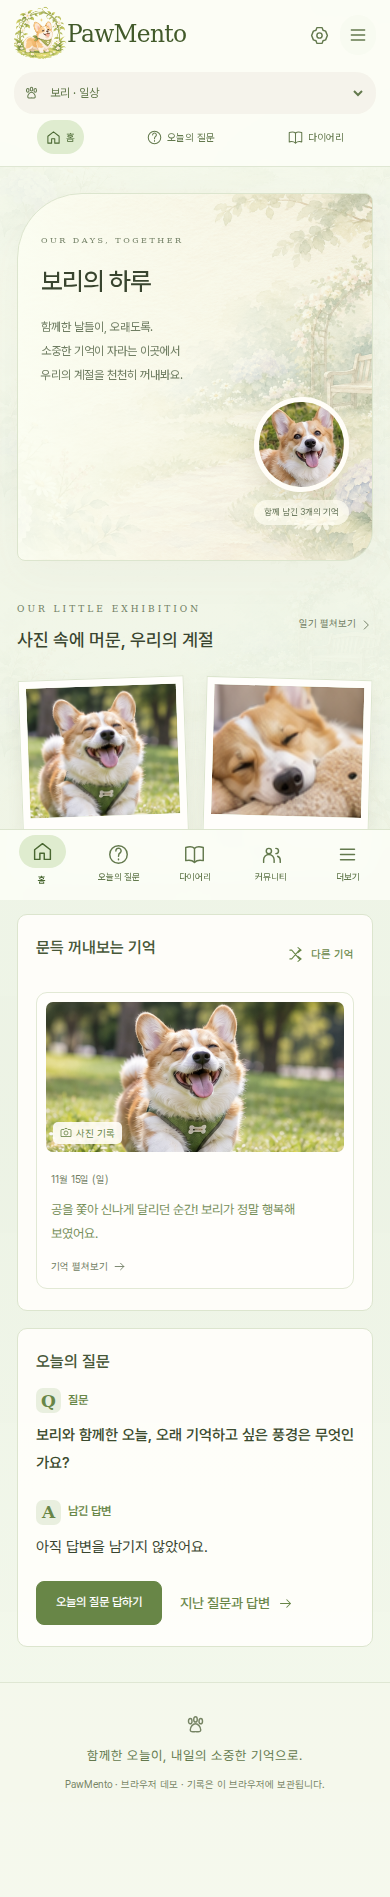 PawMento
보리 · 일상
홈
오늘의 질문
다이어리
OUR DAYS, TOGETHER
보리의 하루
함께한 날들이, 오래도록.
소중한 기억이 자라는 이곳에서
우리의 계절을 천천히 꺼내봐요.
함께 남긴 3개의 기억
OUR LITTLE EXHIBITION
사진 속에 머문, 우리의 계절
일기 펼쳐보기
홈
오늘의 질문
다이어리
커뮤니티
더보기
문득 꺼내보는 기억
다른 기억
사진 기록
11월 15일 (일)
공을 쫓아 신나게 달리던 순간! 보리가 정말 행복해
보였어요.
기억 펼쳐보기
오늘의 질문
Q 질문
보리와 함께한 오늘, 오래 기억하고 싶은 풍경은 무엇인
가요?
A 남긴 답변
아직 답변을 남기지 않았어요.
오늘의 질문 답하기
지난 질문과 답변
함께한 오늘이, 내일의 소중한 기억으로.
PawMento · 브라우저 데모 · 기록은 이 브라우저에 보관됩니다.